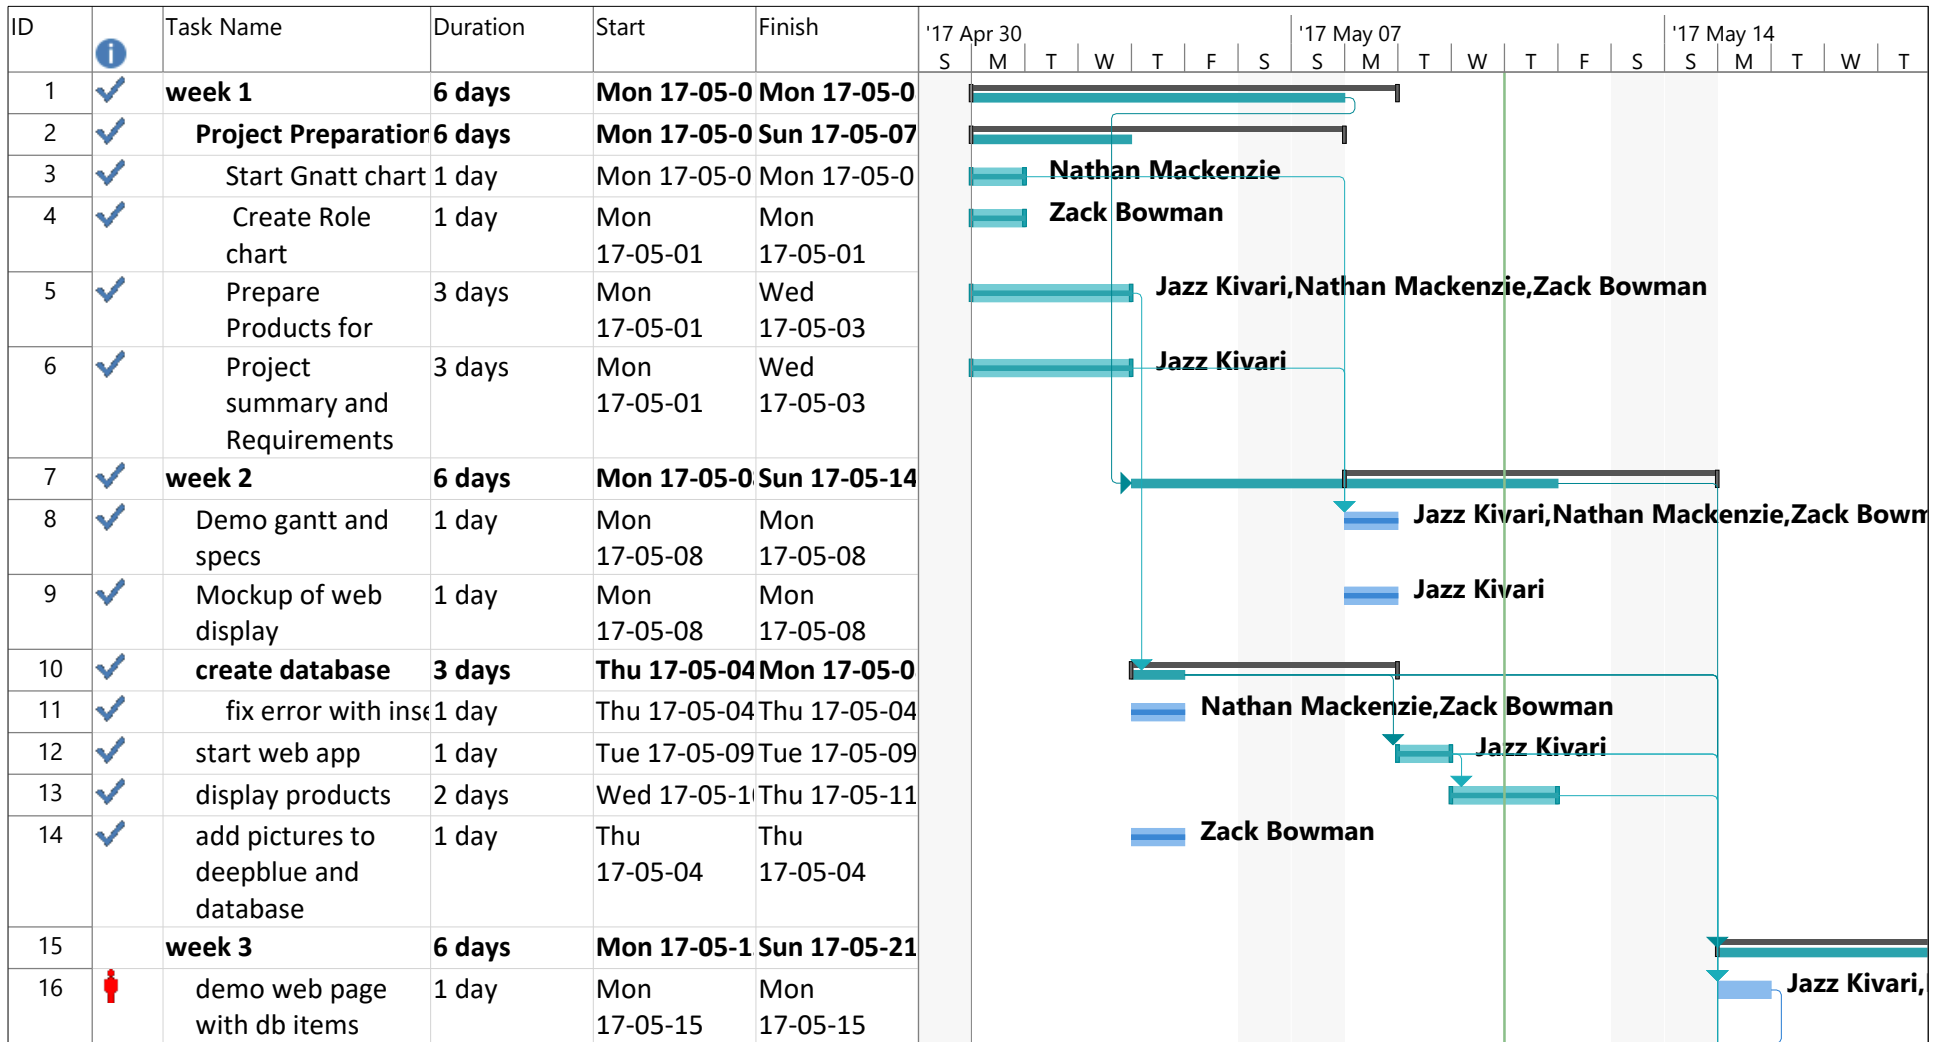 ID Task Name Duration Start Finish '17 Apr 30 '17 May 07 '17 May 14
S M T W T F S S M T W T F S S M T W T
1 week 1 6 days Mon 17-05-0 Mon 17-05-0
2 Project Preparation 6 days Mon 17-05-0 Sun 17-05-07
3 Start Gnatt chart 1 day Mon 17-05-0 Mon 17-05-0 Nathan Mackenzie
4 Create Role 1 day Mon Mon Zack Bowman
chart 17-05-01 17-05-01
5 Prepare 3 days Mon Wed Jazz Kivari,Nathan Mackenzie,Zack Bowman
Products for 17-05-01 17-05-03
6 Project 3 days Mon Wed Jazz Kivari
summary and 17-05-01 17-05-03
Requirements
7 week 2 6 days Mon 17-05-0 Sun 17-05-14
8 Demo gantt and 1 day Mon Mon Jazz Kivari,Nathan Mackenzie,Zack Bowm
specs 17-05-08 17-05-08
9 Mockup of web 1 day Mon Mon Jazz Kivari
display 17-05-08 17-05-08
10 create database 3 days Thu 17-05-04 Mon 17-05-0
11 fix error with inse 1 day Thu 17-05-04 Thu 17-05-04 Nathan Mackenzie,Zack Bowman
12 start web app 1 day Tue 17-05-09 Tue 17-05-09 Jazz Kivari
13 display products 2 days Wed 17-05-1 Thu 17-05-11
14 add pictures to 1 day Thu Thu Zack Bowman
deepblue and 17-05-04 17-05-04
database
15 week 3 6 days Mon 17-05-1 Sun 17-05-21
16 demo web page 1 day Mon Mon Jazz Kivari,
with db items 17-05-15 17-05-15